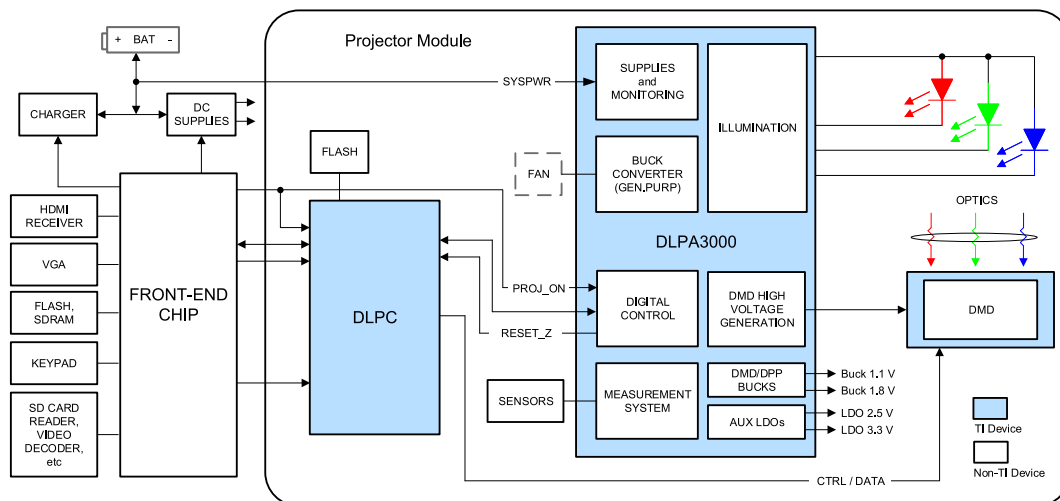 + BAT -
Projector Module
SYSPWR
SUPPLIES
and
MONITORING
ILLUMINATION
CHARGER
DC
SUPPLIES
FLASH
FAN
BUCK
CONVERTER
(GEN.PURP)
HDMI
RECEIVER
VGA
FLASH,
SDRAM
KEYPAD
SD CARD
READER,
VIDEO
DECODER,
etc
FRONT-END
CHIP
DLPC
DLPA3000
OPTICS
PROJ_ON
RESET_Z
DIGITAL
CONTROL
DMD HIGH
VOLTAGE
GENERATION
DMD
SENSORS
MEASUREMENT
SYSTEM
DMD/DPP
BUCKS
AUX LDOs
Buck 1.1 V
Buck 1.8 V
LDO 2.5 V
LDO 3.3 V
CTRL / DATA
TI Device
Non-TI Device